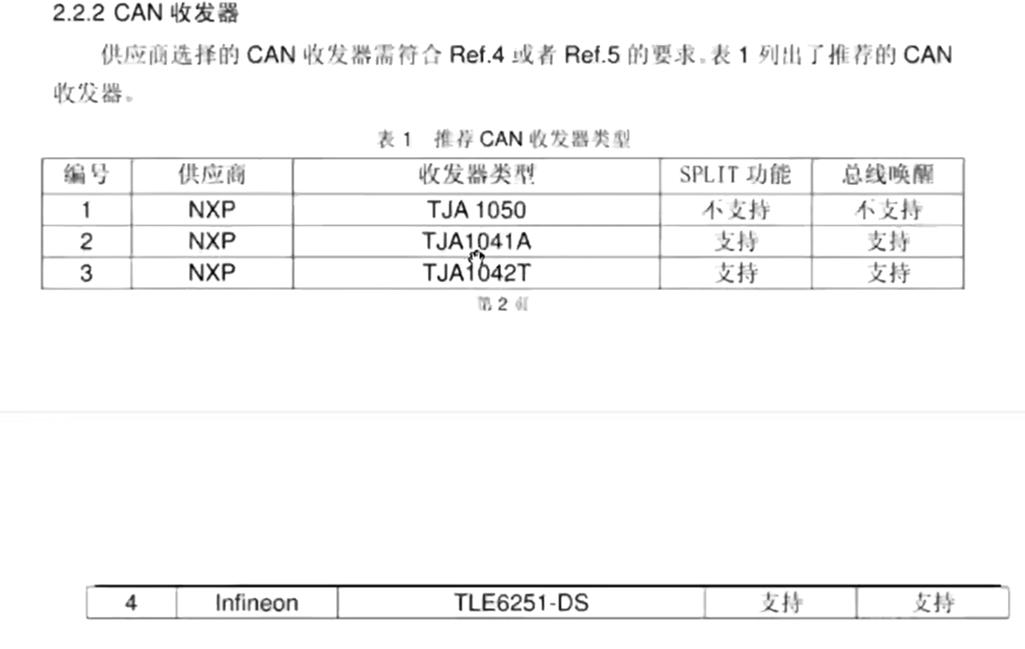 2.2.2 CAN 收发器
供应商选择的 CAN 收发器需符合 Ref.4 或者 Ref.5 的要求。表 1 列出了推荐的 CAN
收发器。
表 1 推荐 CAN 收发器类型
编号 供应商 收发器类型 SPLIT 功能 总线唤醒
1 NXP TJA 1050 不支持 不支持
2 NXP TJA1041A 支持 支持
3 NXP TJA1042T 支持 支持
第 2 页
4 Infineon TLE6251-DS 支持 支持